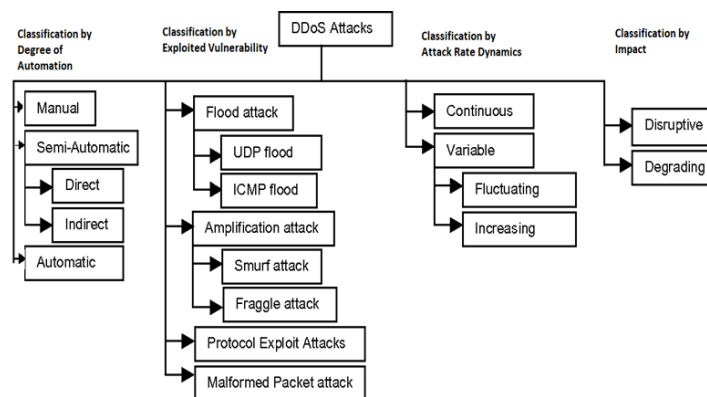 DDoS Attacks
Classification by
Degree of
Automation
Manual
Semi-Automatic
Direct
Indirect
Automatic
Classification by
Exploited Vulnerability
Flood attack
UDP flood
ICMP flood
Amplification attack
Smurf attack
Fraggle attack
Protocol Exploit Attacks
Malformed Packet attack
Classification by
Attack Rate Dynamics
Continuous
Variable
Fluctuating
Increasing
Classification by
Impact
Disruptive
Degrading